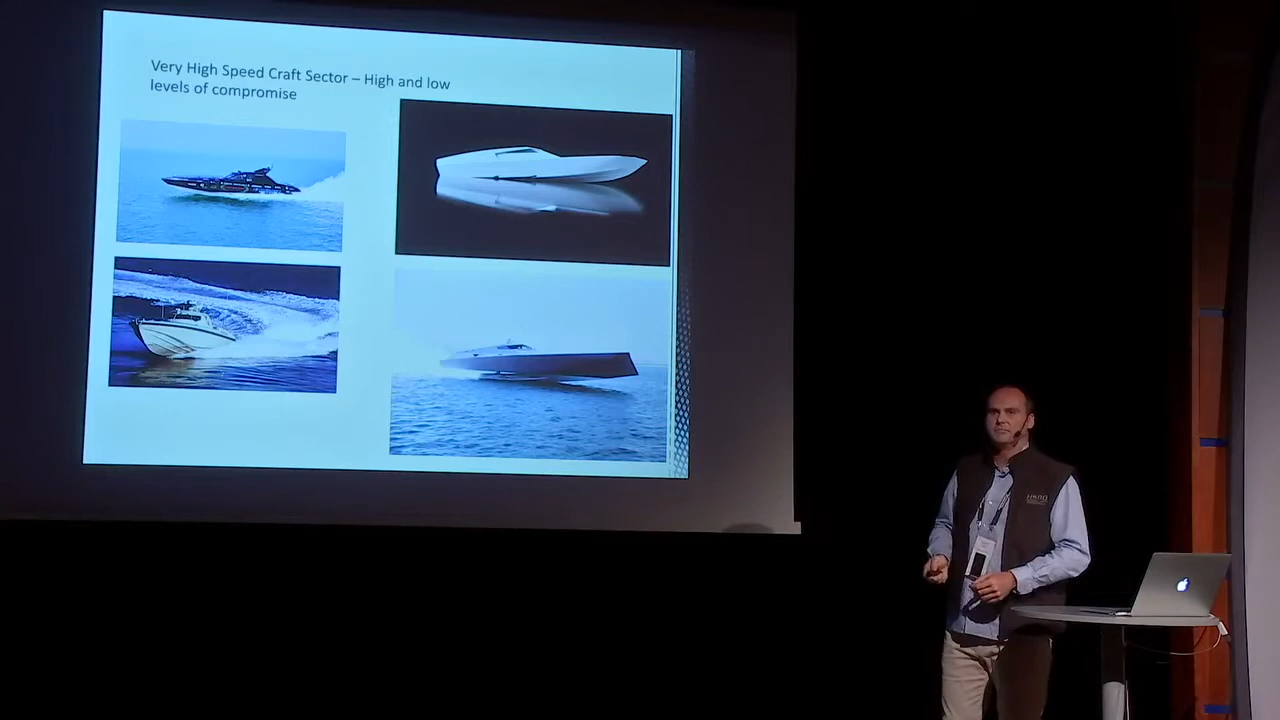 Very High Speed Craft Sector – High and low
levels of compromise